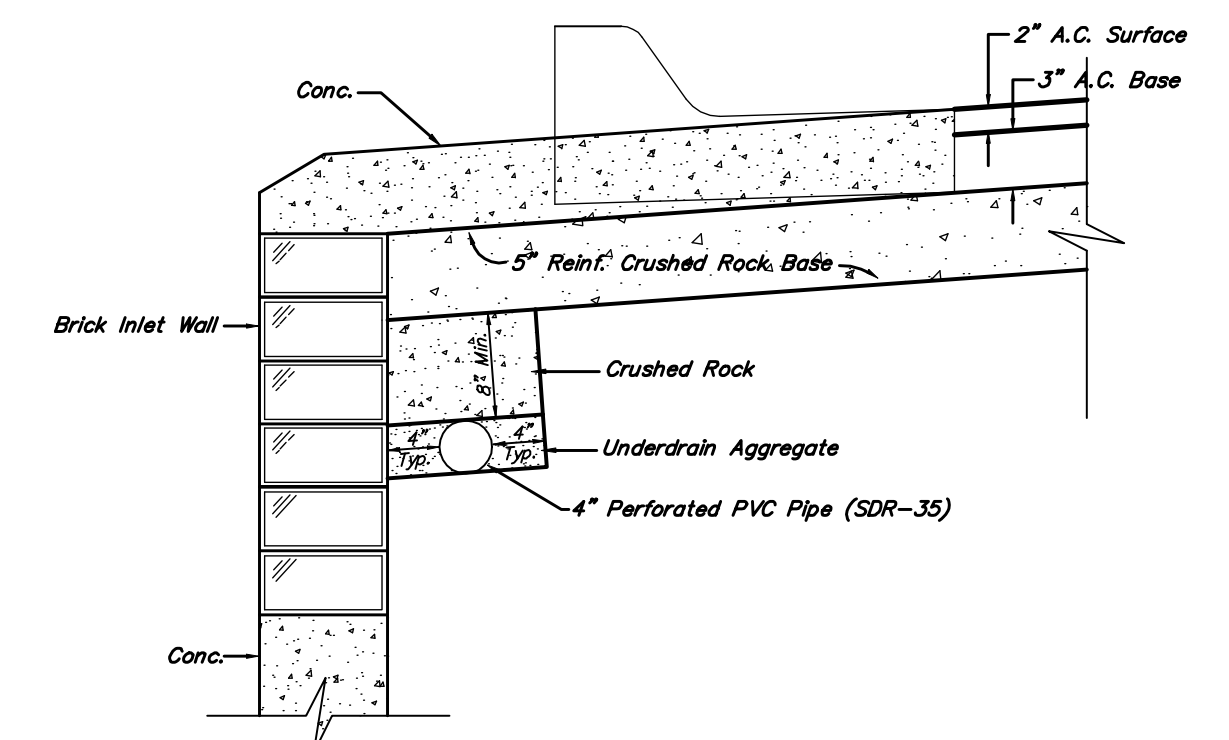 2" A.C. Surface
3" A.C. Base
Conc.
5" Reinf. Crushed Rock Base
Brick Inlet Wall
8" Min.
Crushed Rock
4" 4"
Typ. Typ.
Underdrain Aggregate
4" Perforated PVC Pipe (SDR-35)
Conc.